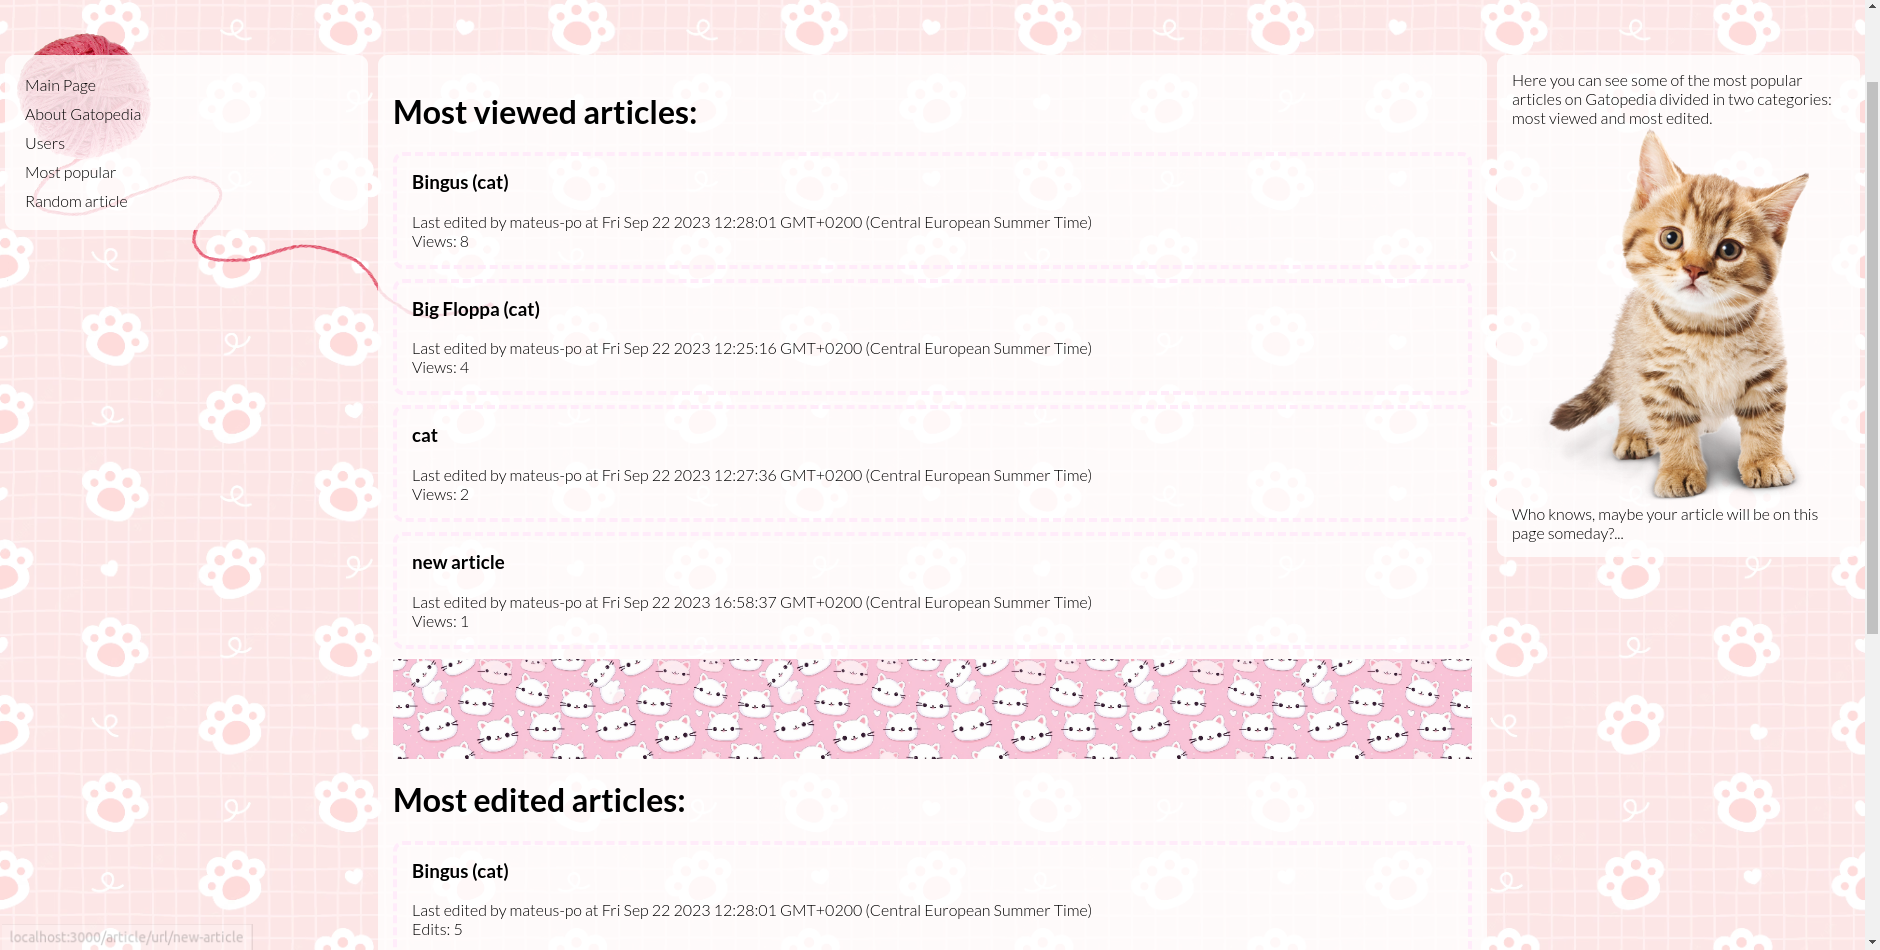 Main Page
About Gatopedia
Users
Most popular
Random article
Most viewed articles:
Bingus (cat)
Last edited by mateus-po at Fri Sep 22 2023 12:28:01 GMT+0200 (Central European Summer Time)
Views: 8
Big Floppa (cat)
Last edited by mateus-po at Fri Sep 22 2023 12:25:16 GMT+0200 (Central European Summer Time)
Views: 4
cat
Last edited by mateus-po at Fri Sep 22 2023 12:27:36 GMT+0200 (Central European Summer Time)
Views: 2
new article
Last edited by mateus-po at Fri Sep 22 2023 16:58:37 GMT+0200 (Central European Summer Time)
Views: 1
Most edited articles:
Bingus (cat)
Last edited by mateus-po at Fri Sep 22 2023 12:28:01 GMT+0200 (Central European Summer Time)
Edits: 5
Here you can see some of the most popular
articles on Gatopedia divided in two categories:
most viewed and most edited.
Who knows, maybe your article will be on this
page someday?...
localhost:3000/article/url/new-article